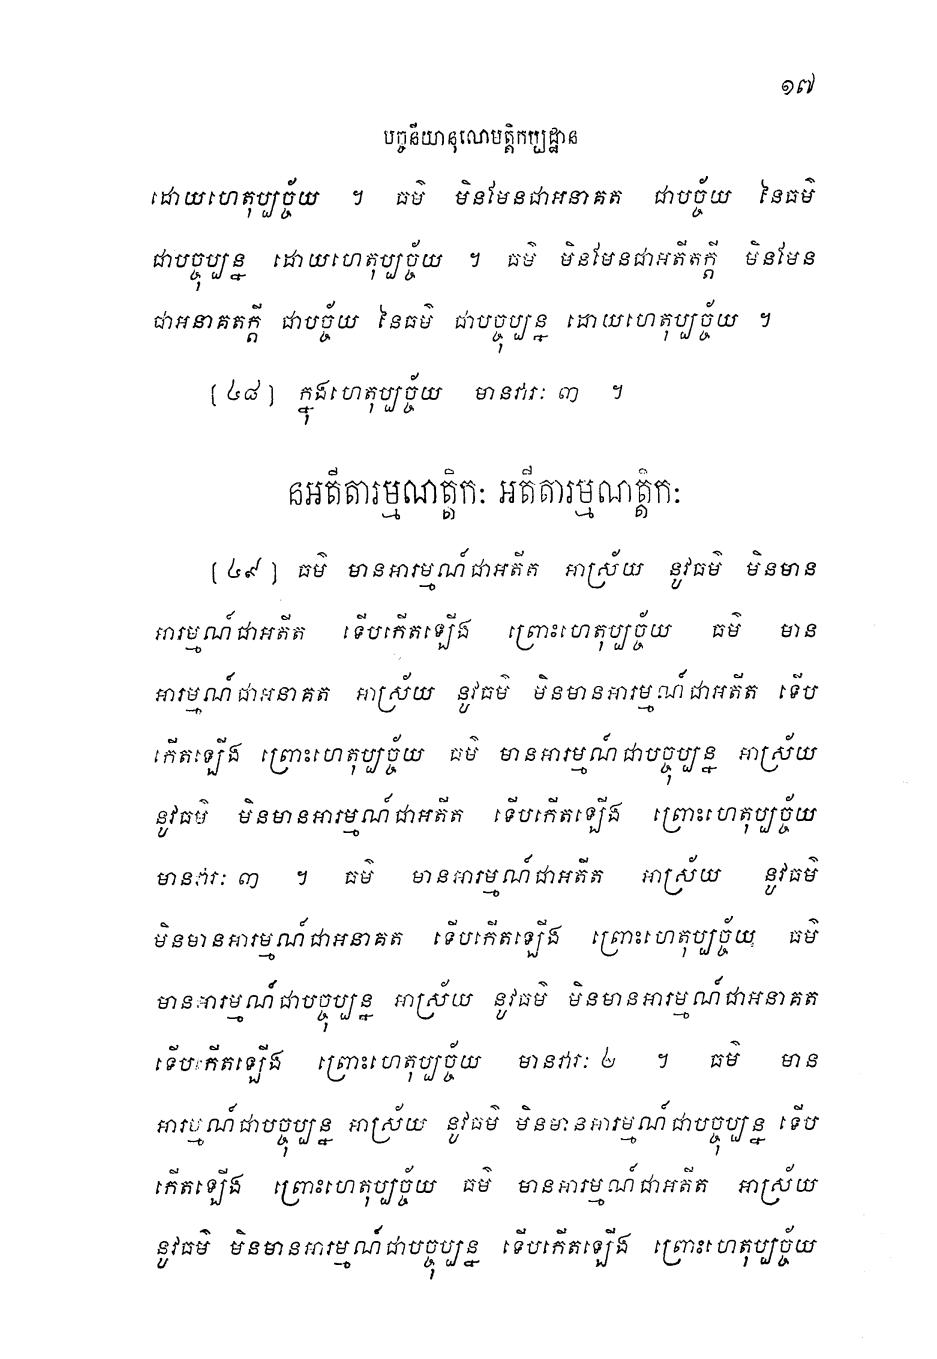 ១៧
បច្ចនីយានុលោមត្តិកប្បដ្ឋាន
ដោយហេតុប្បច្ច័យ ។ ធម៌ មិនមែនជាអនាគត ជាបច្ច័យ នៃធម៌
ជាបច្ចុប្បន្ន ដោយហេតុប្បច្ច័យ ។ ធម៌ មិនមែនជាអតីតក្តី មិនមែន
ជាអនាគតក្តី ជាបច្ច័យ នៃធម៌ ជាបច្ចុប្បន្ន ដោយហេតុប្បច្ច័យ ។
[៤៨] ក្នុងហេតុប្បច្ច័យ មានវារៈ ៣ ។
នអតីតារម្មណត្តិកៈ អតីតារម្មណត្តិកៈ
[៤៩] ធម៌ មានអារម្មណ៍ជាអតីត អាស្រ័យ នូវធម៌ មិនមាន
អារម្មណ៍ជាអតីត ទើបកើតឡើង ព្រោះហេតុប្បច្ច័យ ធម៌ មាន
អារម្មណ៍ជាអនាគត អាស្រ័យ នូវធម៌ មិនមានអារម្មណ៍ជាអតីត ទើប
កើតឡើង ព្រោះហេតុប្បច្ច័យ ធម៌ មានអារម្មណ៍ជាបច្ចុប្បន្ន អាស្រ័យ
នូវធម៌ មិនមានអារម្មណ៍ជាអតីត ទើបកើតឡើង ព្រោះហេតុប្បច្ច័យ
មានវារៈ ៣ ។ ធម៌ មានអារម្មណ៍ជាអតីត អាស្រ័យ នូវធម៌
មិនមានអារម្មណ៍ជាអនាគត ទើបកើតឡើង ព្រោះហេតុប្បច្ច័យ ធម៌
មានអារម្មណ៍ជាបច្ចុប្បន្ន អាស្រ័យ នូវធម៌ មិនមានអារម្មណ៍ជាអនាគត
ទើបកើតឡើង ព្រោះហេតុប្បច្ច័យ មានវារៈ ២ ។ ធម៌ មាន
អារម្មណ៍ជាបច្ចុប្បន្ន អាស្រ័យ នូវធម៌ មិនមានអារម្មណ៍ជាបច្ចុប្បន្ន ទើប
កើតឡើង ព្រោះហេតុប្បច្ច័យ ធម៌ មានអារម្មណ៍ជាអតីត អាស្រ័យ
នូវធម៌ មិនមានអារម្មណ៍ជាបច្ចុប្បន្ន ទើបកើតឡើង ព្រោះហេតុប្បច្ច័យ